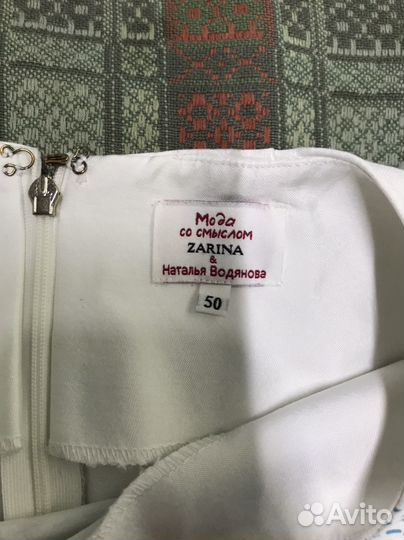 Мода
со смыслом
ZARINA
&
Наталья Водянова
50
Avito